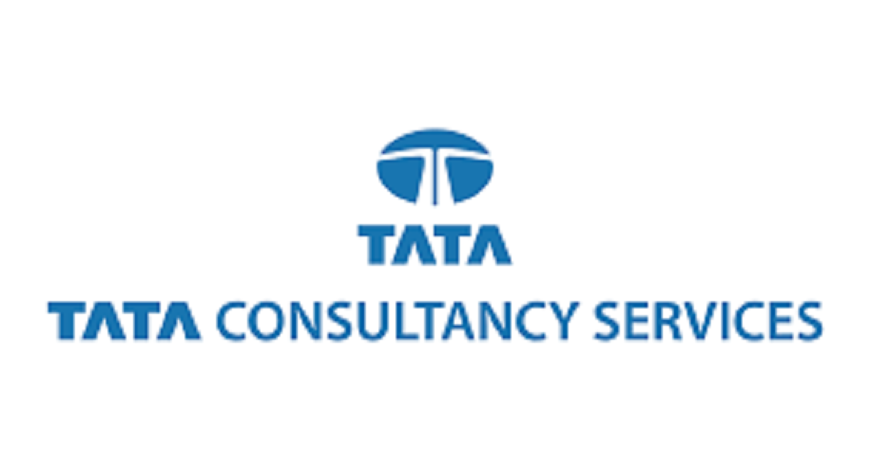 TATA
TATA CONSULTANCY SERVICES